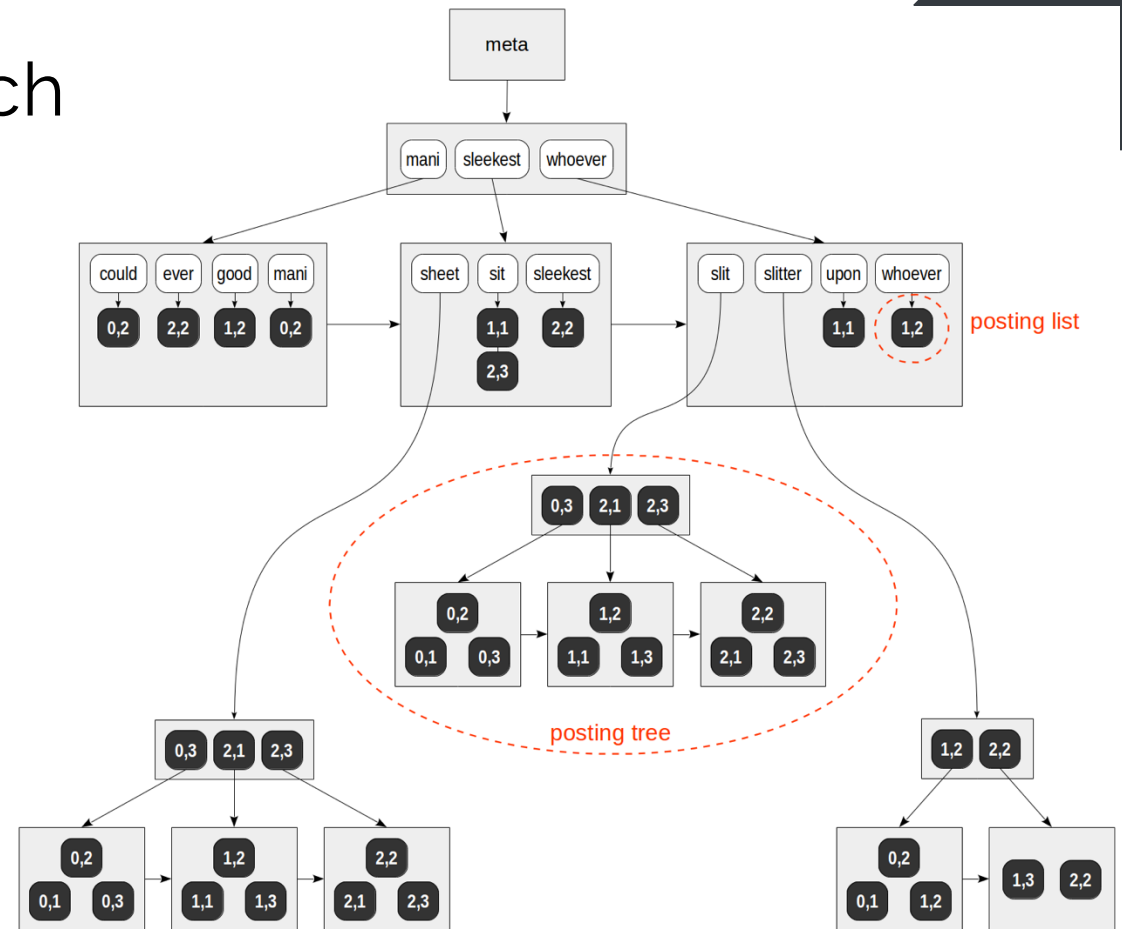 ch
meta
mani sleekest whoever
could ever good mani
0,2 2,2 1,2 0,2
sheet sit sleekest
1,1 2,2
2,3
slit slitter upon whoever
1,1 1,2
posting list
0,3 2,1 2,3
0,2
0,1 0,3
1,2
1,1 1,3
2,2
2,1 2,3
posting tree
0,3 2,1 2,3
0,2
0,1 0,3
1,2
1,1 1,3
2,2
2,1 2,3
1,2 2,2
0,2
0,1 1,2
1,3 2,2